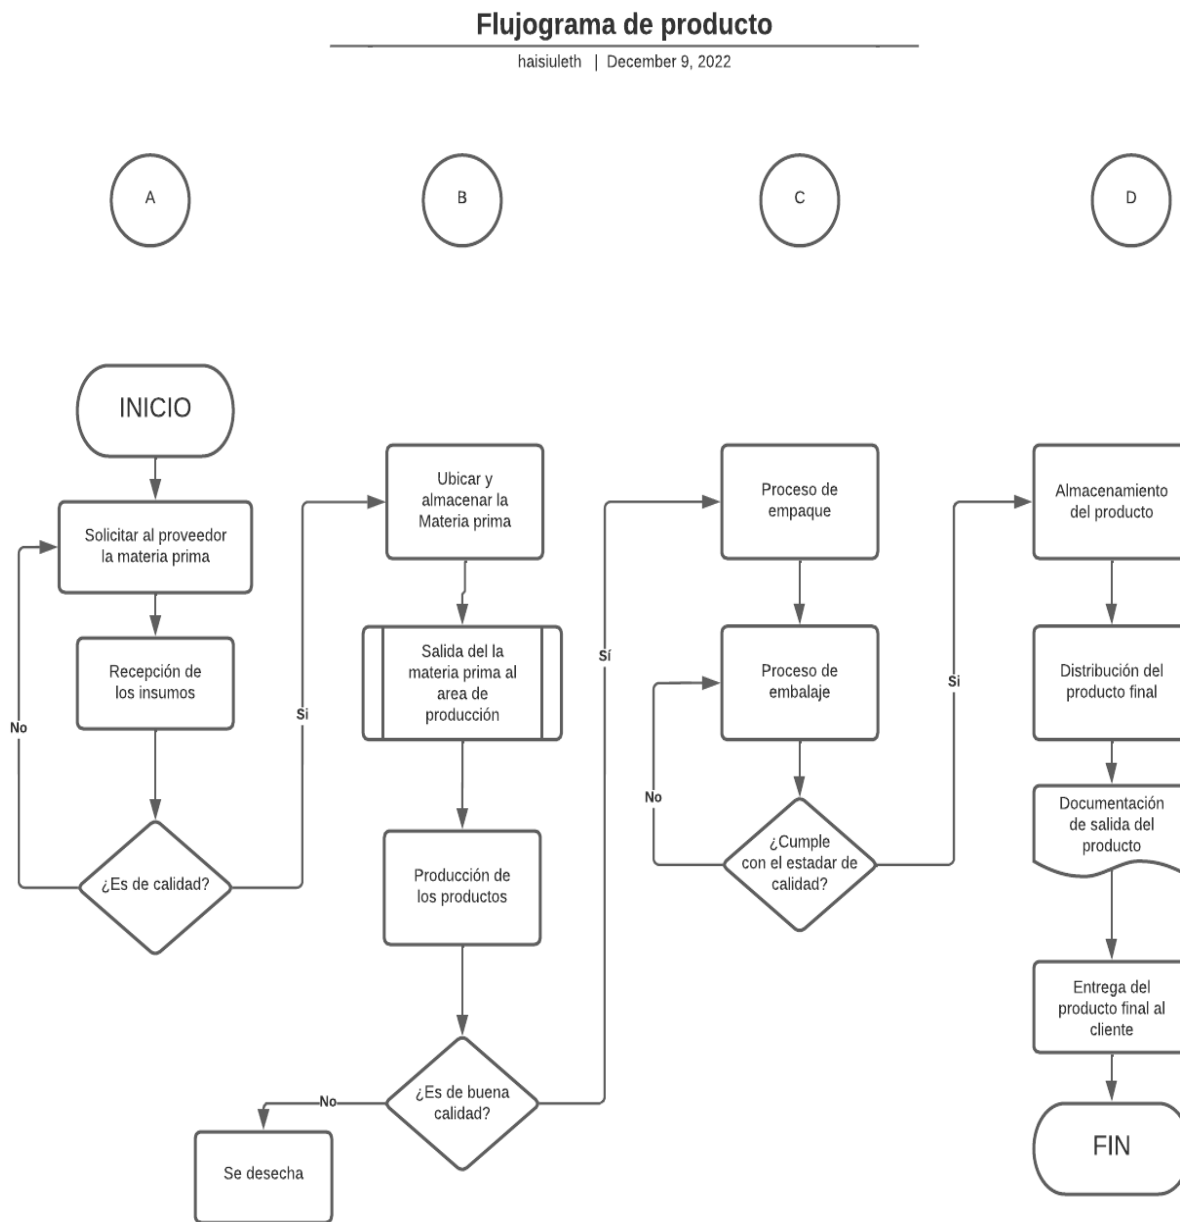 Flujograma de producto
haisiuleth | December 9, 2022
A
B
C
D
INICIO
Solicitar al proveedor
la materia prima
Recepción de
los insumos
No
¿Es de calidad?
Si
Ubicar y
almacenar la
Materia prima
Salida del la
materia prima al
area de
producción
Producción de
los productos
¿Es de buena
calidad?
No
Se desecha
Sí
Proceso de
empaque
Proceso de
embalaje
No
¿Cumple
con el estadar de
calidad?
Si
Almacenamiento
del producto
Distribución del
producto final
Documentación
de salida del
producto
Entrega del
producto final al
cliente
FIN